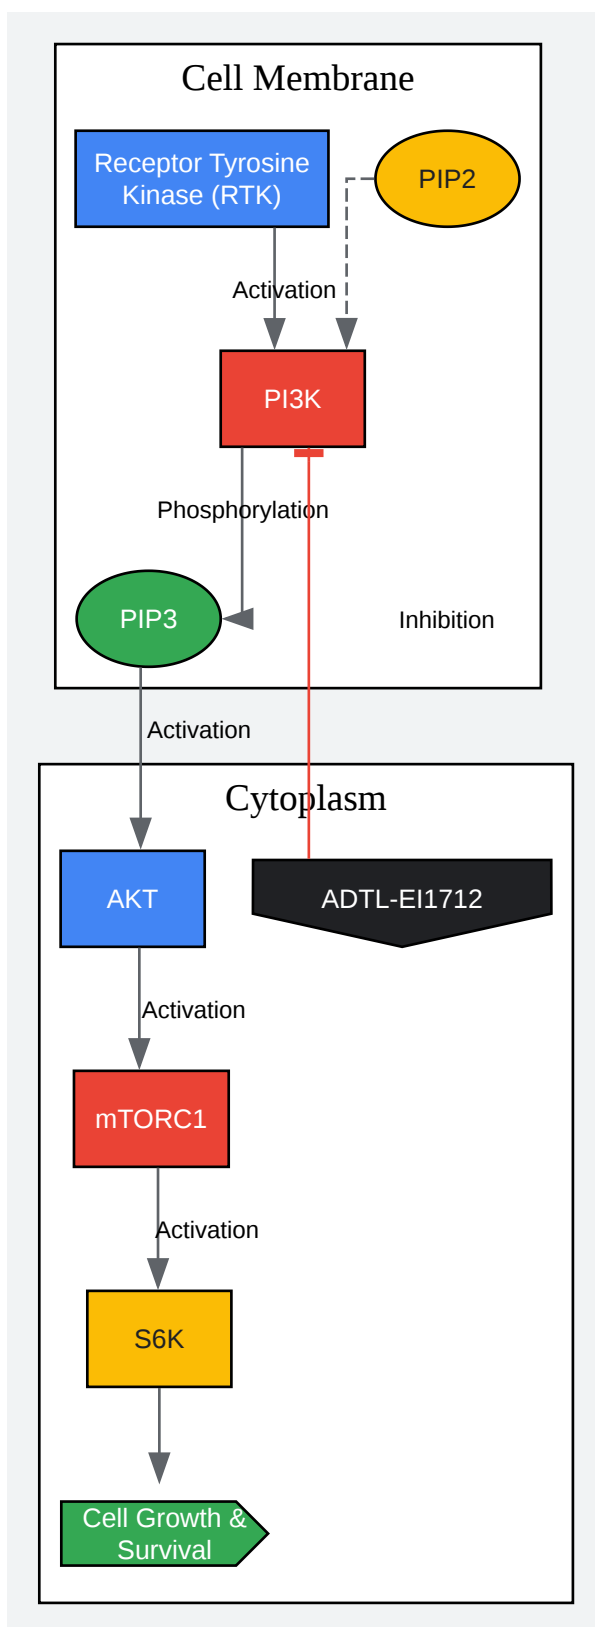 Cell Membrane
Receptor Tyrosine
Kinase (RTK)
PIP2
Activation
PI3K
Phosphorylation
PIP3
Inhibition
Activation
Cytoplasm
AKT
ADTL-EI1712
Activation
mTORC1
Activation
S6K
Cell Growth &
Survival